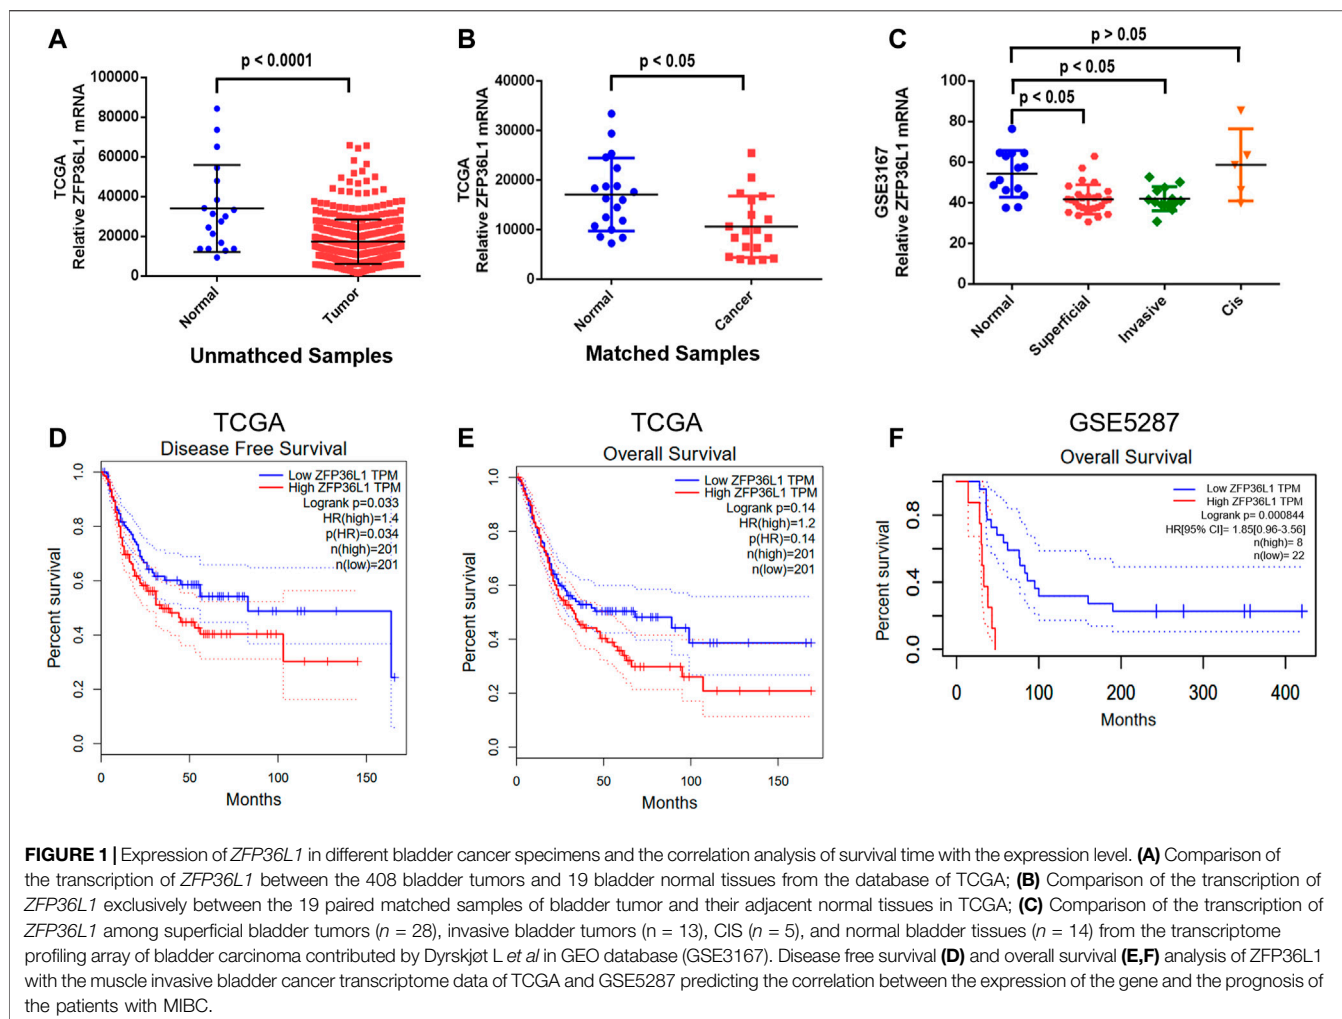 A
p < 0.0001
TCGA
Relative ZFP36L1 mRNA
100000
80000
60000
40000
20000
0
Normal
Tumor
Unmathced Samples
B
p < 0.05
TCGA
Relative ZFP36L1 mRNA
40000
30000
20000
10000
0
Normal
Cancer
Matched Samples
C
p > 0.05
p < 0.05
p < 0.05
GSE3167
Relative ZFP36L1 mRNA
100
80
60
40
20
0
Normal
Superficial
Invasive
Cis
D
TCGA
Disease Free Survival
Low ZFP36L1 TPM
High ZFP36L1 TPM
Logrank p=0.033
HR(high)=1.4
p(HR)=0.034
n(high)=201
n(low)=201
Percent survival
1.0
0.8
0.6
0.4
0.2
0.0
0
50
100
150
Months
E
TCGA
Overall Survival
Low ZFP36L1 TPM
High ZFP36L1 TPM
Logrank p=0.14
HR(high)=1.2
p(HR)=0.14
n(high)=201
n(low)=201
Percent survival
1.0
0.8
0.6
0.4
0.2
0.0
0
50
100
150
Months
F
GSE5287
Overall Survival
Low ZFP36L1 TPM
High ZFP36L1 TPM
Logrank p= 0.000844
HR[95% CI]= 1.85[0.96-3.56]
n(high)= 8
n(low)= 22
Percent survival
0.8
0.4
0.0
0
100
200
300
400
Months
FIGURE 1 | Expression of ZFP36L1 in different bladder cancer specimens and the correlation analysis of survival time with the expression level. (A) Comparison of
the transcription of ZFP36L1 between the 408 bladder tumors and 19 bladder normal tissues from the database of TCGA; (B) Comparison of the transcription of
ZFP36L1 exclusively between the 19 paired matched samples of bladder tumor and their adjacent normal tissues in TCGA; (C) Comparison of the transcription of
ZFP36L1 among superficial bladder tumors (n = 28), invasive bladder tumors (n = 13), CIS (n = 5), and normal bladder tissues (n = 14) from the transcriptome
profiling array of bladder carcinoma contributed by Dyrskjøt L et al in GEO database (GSE3167). Disease free survival (D) and overall survival (E,F) analysis of ZFP36L1
with the muscle invasive bladder cancer transcriptome data of TCGA and GSE5287 predicting the correlation between the expression of the gene and the prognosis of
the patients with MIBC.